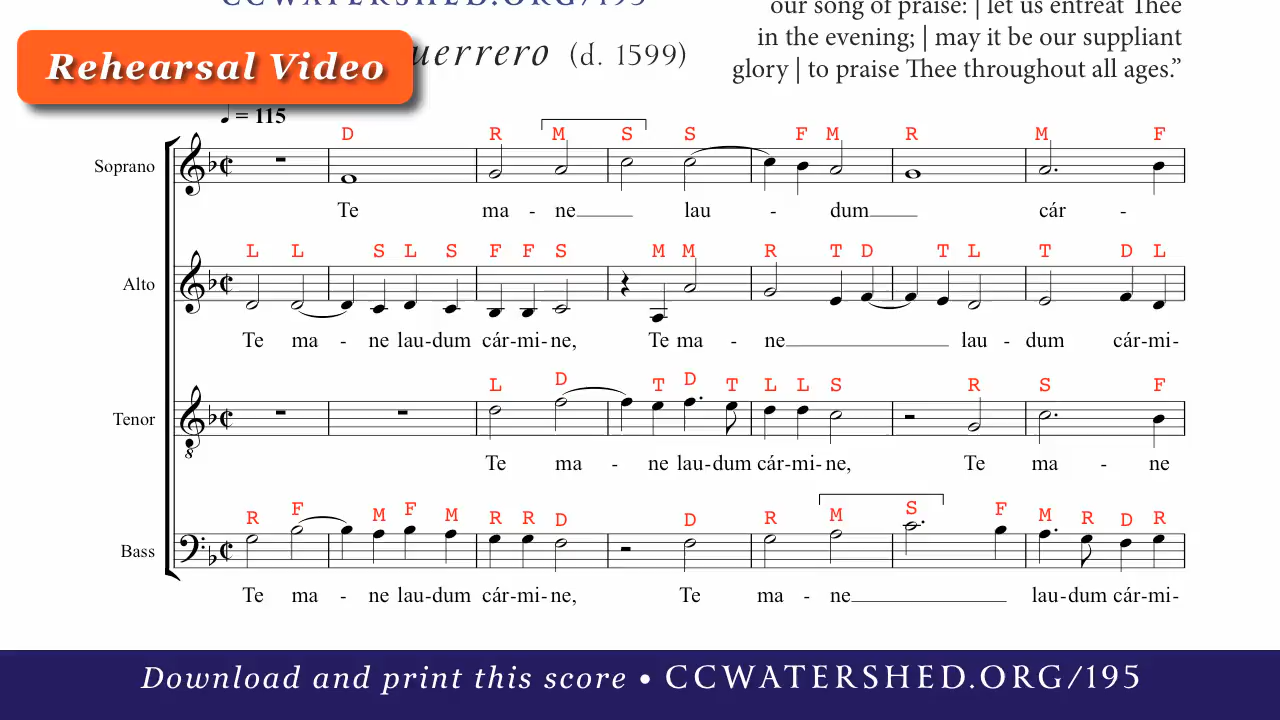 CCWATERSHED.ORG/195
our song of praise: | let us entreat Thee
in the evening; | may it be our suppliant
glory | to praise Thee throughout all ages.”
Rehearsal Video
uerrero (d. 1599)
= 115
D R M S S F M R M F
Soprano
Te ma - ne lau - dum cár -
L L S L S F F S M M R T D T L T D L
Alto
Te ma - ne lau-dum cár-mi-ne, Te ma - ne lau - dum cár-mi-
L D T D T L L S R S F
Tenor
8
Te ma - ne lau-dum cár-mi-ne, Te ma - ne
R F M F M R R D D R M S F M R D R
Bass
Te ma - ne lau-dum cár-mi-ne, Te ma - ne lau-dum cár-mi-
Download and print this score • CCWATERSHED.ORG/195